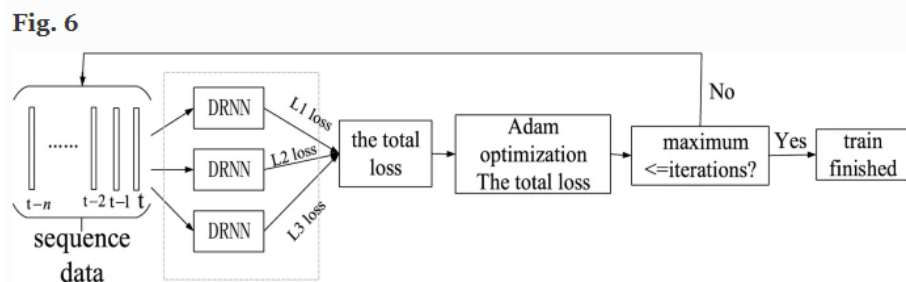 Fig. 6
No
DRNN
L1 loss
......
DRNN
L2 loss
the total
loss
Adam
optimization
The total loss
maximum
<=iterations?
Yes
train
finished
t-n
t-2 t-1 t
DRNN
L3 loss
sequence
data